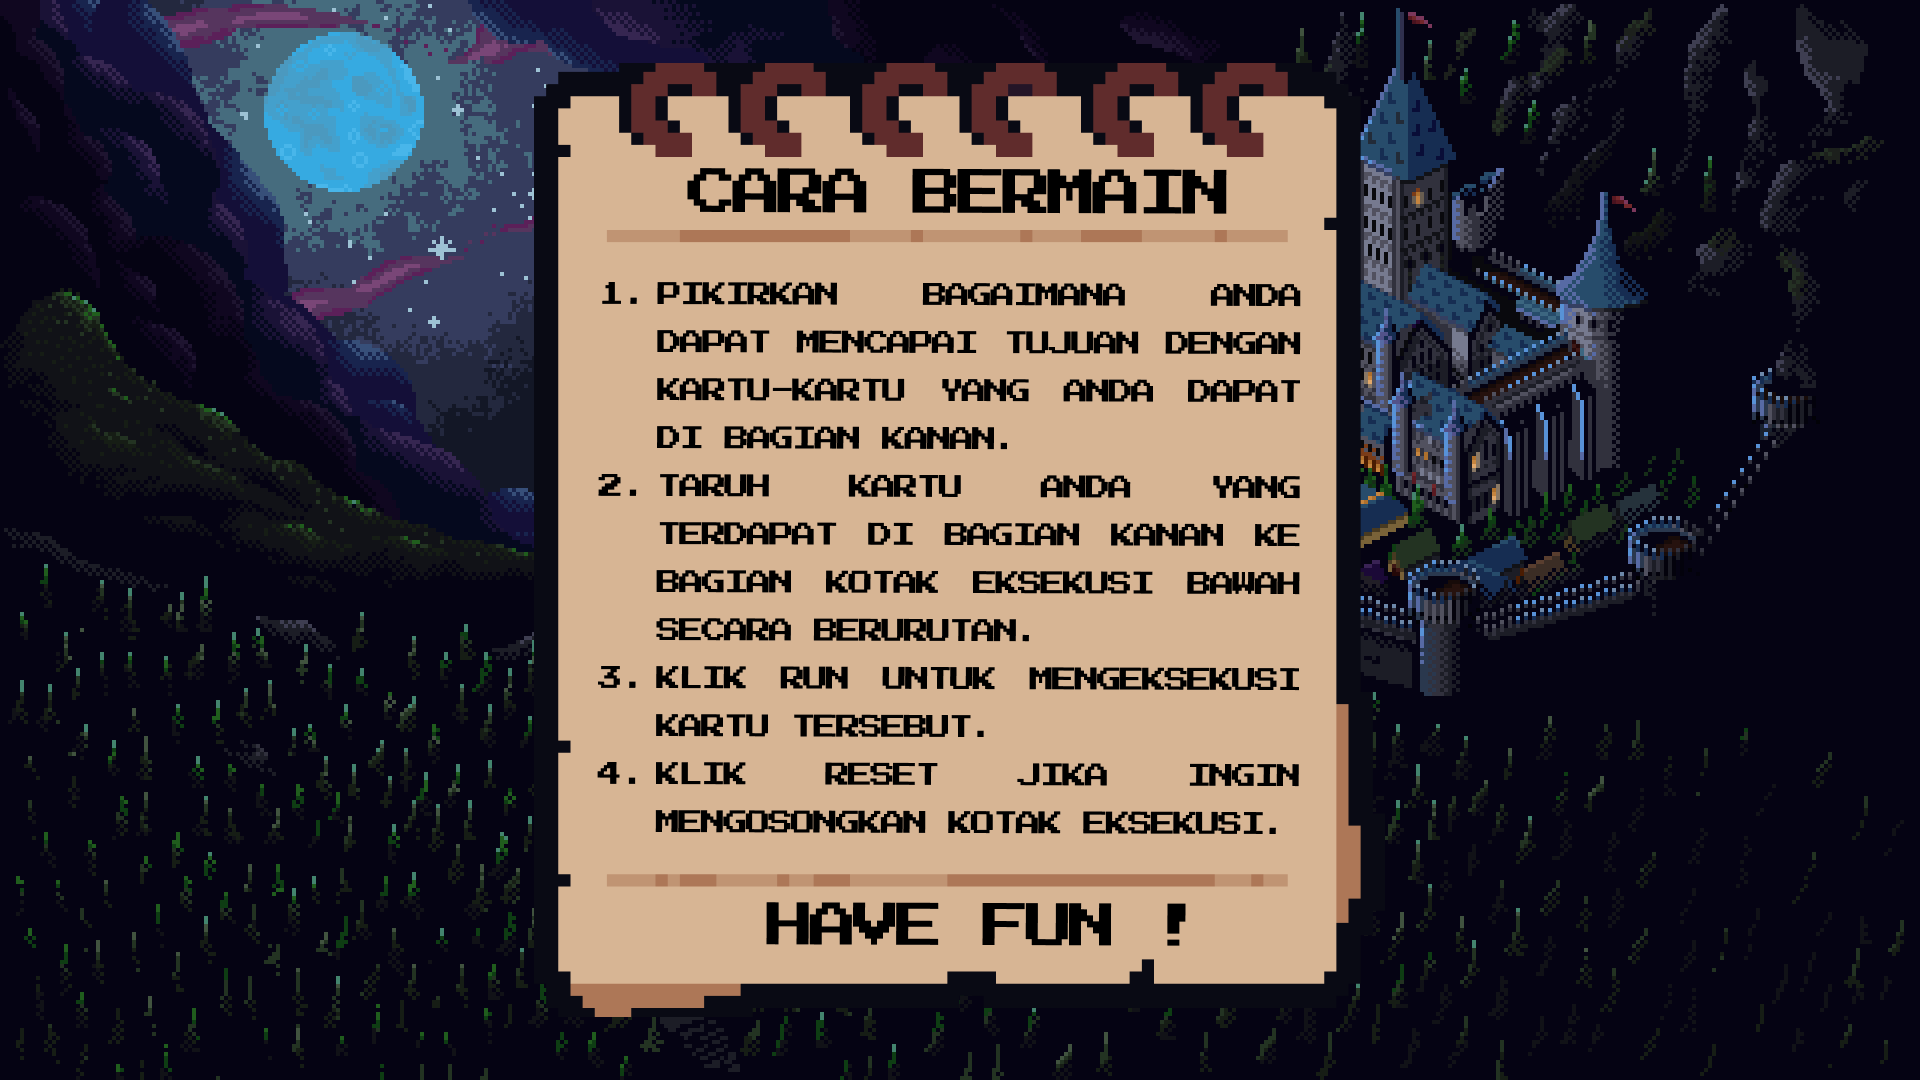 CARA BERMAIN
1. PIKIRKAN BAGAIMANA ANDA
DAPAT MENCAPAI TUJUAN DENGAN
KARTU-KARTU YANG ANDA DAPAT
DI BAGIAN KANAN.
2. TARUH KARTU ANDA YANG
TERDAPAT DI BAGIAN KANAN KE
BAGIAN KOTAK EKSEKUSI BAWAH
SECARA BERURUTAN.
3. KLIK RUN UNTUK MENGEKSEKUSI
KARTU TERSEBUT.
4. KLIK RESET JIKA INGIN
MENGOSONGKAN KOTAK EKSEKUSI.
HAVE FUN !